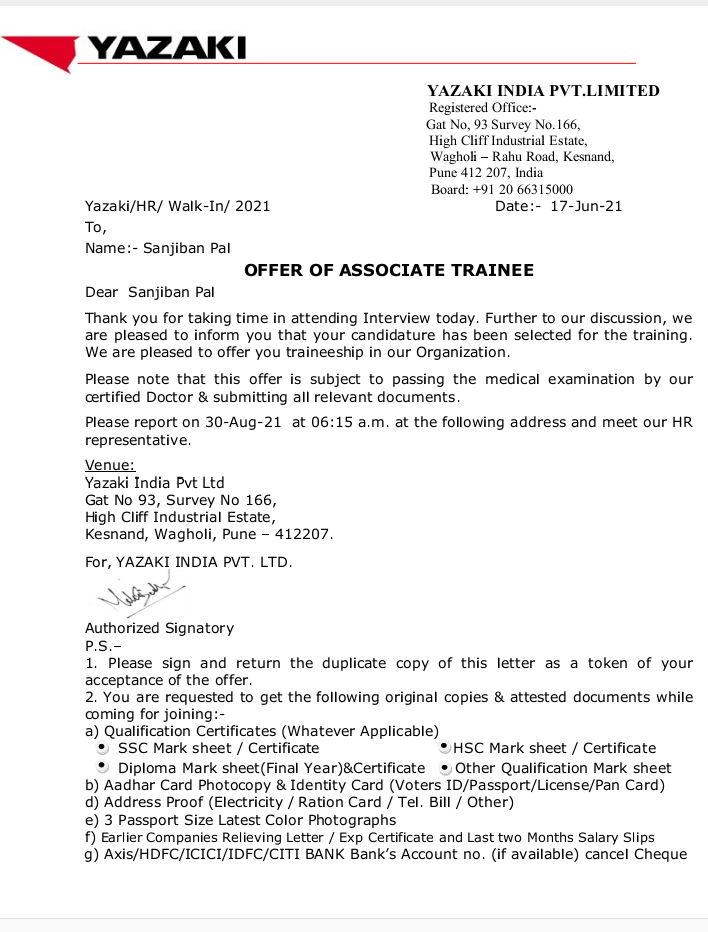 YAZAKI
YAZAKI INDIA PVT.LIMITED
Registered Office:-
Gat No, 93 Survey No.166,
High Cliff Industrial Estate,
Wagholi – Rahu Road, Kesnand,
Pune 412 207, India
Board: +91 20 66315000
Yazaki/HR/ Walk-In/ 2021 Date:- 17-Jun-21
To,
Name:- Sanjiban Pal
OFFER OF ASSOCIATE TRAINEE
Dear Sanjiban Pal
Thank you for taking time in attending Interview today. Further to our discussion, we
are pleased to inform you that your candidature has been selected for the training.
We are pleased to offer you traineeship in our Organization.
Please note that this offer is subject to passing the medical examination by our
certified Doctor & submitting all relevant documents.
Please report on 30-Aug-21 at 06:15 a.m. at the following address and meet our HR
representative.
Venue:
Yazaki India Pvt Ltd
Gat No 93, Survey No 166,
High Cliff Industrial Estate,
Kesnand, Wagholi, Pune – 412207.
For, YAZAKI INDIA PVT. LTD.
Authorized Signatory
P.S.–
1. Please sign and return the duplicate copy of this letter as a token of your
acceptance of the offer.
2. You are requested to get the following original copies & attested documents while
coming for joining:-
a) Qualification Certificates (Whatever Applicable)
SSC Mark sheet / Certificate HSC Mark sheet / Certificate
Diploma Mark sheet(Final Year)&Certificate Other Qualification Mark sheet
b) Aadhar Card Photocopy & Identity Card (Voters ID/Passport/License/Pan Card)
d) Address Proof (Electricity / Ration Card / Tel. Bill / Other)
e) 3 Passport Size Latest Color Photographs
f) Earlier Companies Relieving Letter / Exp Certificate and Last two Months Salary Slips
g) Axis/HDFC/ICICI/IDFC/CITI BANK Bank's Account no. (if available) cancel Cheque